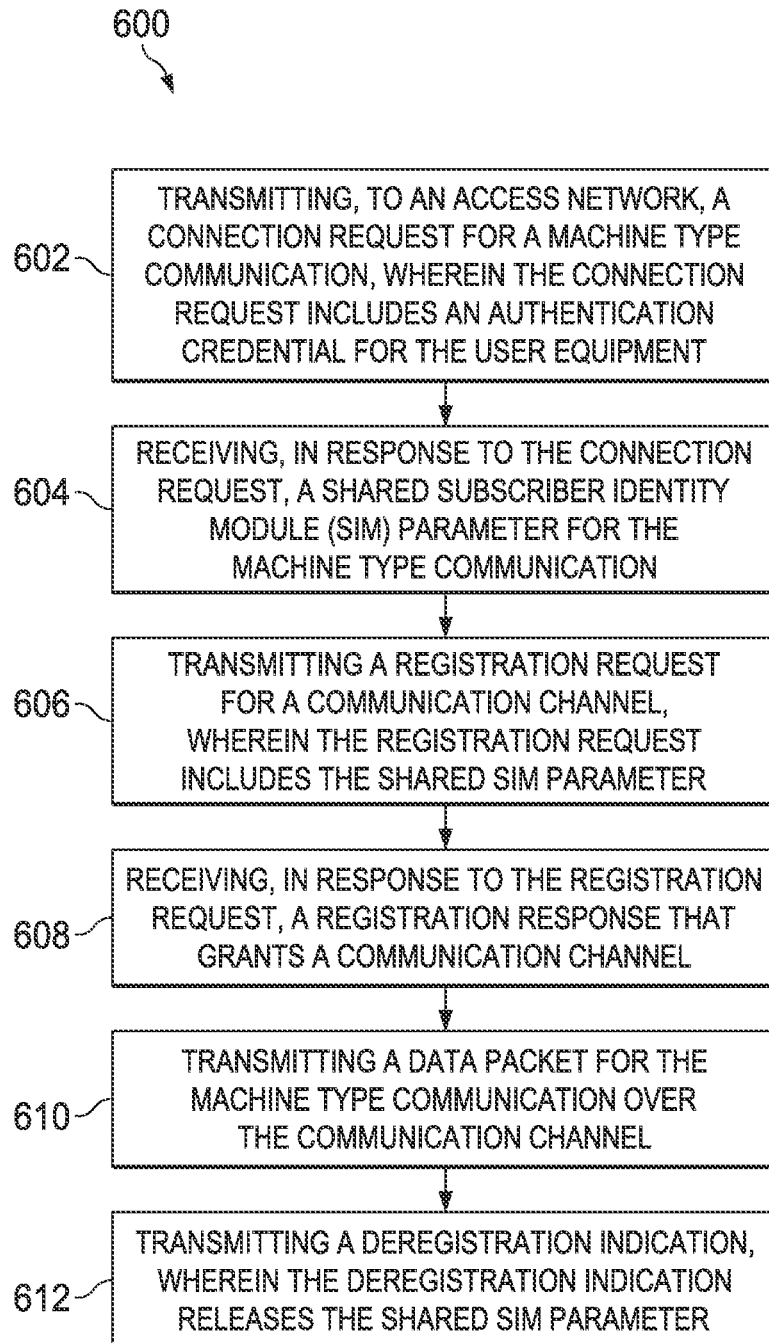 600
TRANSMITTING, TO AN ACCESS NETWORK, A
CONNECTION REQUEST FOR A MACHINE TYPE
COMMUNICATION, WHEREIN THE CONNECTION
REQUEST INCLUDES AN AUTHENTICATION
CREDENTIAL FOR THE USER EQUIPMENT
602
RECEIVING, IN RESPONSE TO THE CONNECTION
REQUEST, A SHARED SUBSCRIBER IDENTITY
MODULE (SIM) PARAMETER FOR THE
MACHINE TYPE COMMUNICATION
604
TRANSMITTING A REGISTRATION REQUEST
FOR A COMMUNICATION CHANNEL,
WHEREIN THE REGISTRATION REQUEST
INCLUDES THE SHARED SIM PARAMETER
606
RECEIVING, IN RESPONSE TO THE REGISTRATION
REQUEST, A REGISTRATION RESPONSE THAT
GRANTS A COMMUNICATION CHANNEL
608
TRANSMITTING A DATA PACKET FOR THE
MACHINE TYPE COMMUNICATION OVER
THE COMMUNICATION CHANNEL
610
TRANSMITTING A DEREGISTRATION INDICATION,
WHEREIN THE DEREGISTRATION INDICATION
RELEASES THE SHARED SIM PARAMETER
612